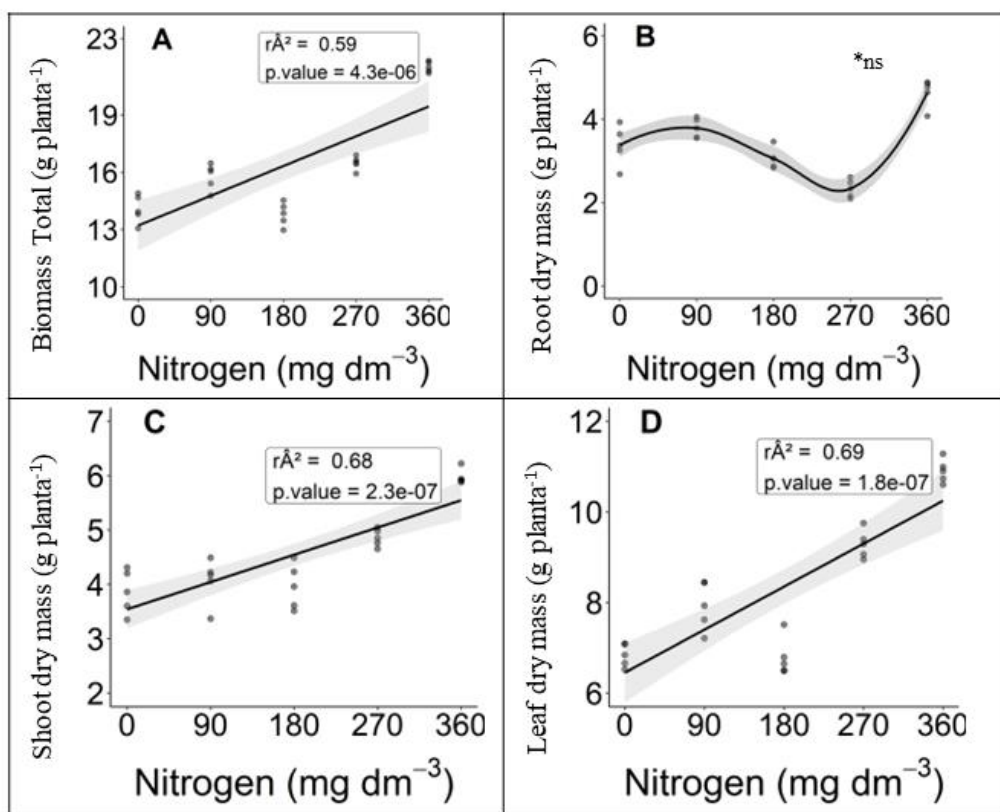 A
rÂ² = 0.59
p.value = 4.3e-06
Biomass Total (g planta⁻¹)
23
19
16
13
10
0 90 180 270 360
Nitrogen (mg dm⁻³)
B
*ns
Root dry mass (g planta⁻¹)
6
4
2
0
0 90 180 270 360
Nitrogen (mg dm⁻³)
C
rÂ² = 0.68
p.value = 2.3e-07
Shoot dry mass (g planta⁻¹)
7
6
5
4
3
2
0 90 180 270 360
Nitrogen (mg dm⁻³)
D
rÂ² = 0.69
p.value = 1.8e-07
Leaf dry mass (g planta⁻¹)
12
10
8
6
0 90 180 270 360
Nitrogen (mg dm⁻³)